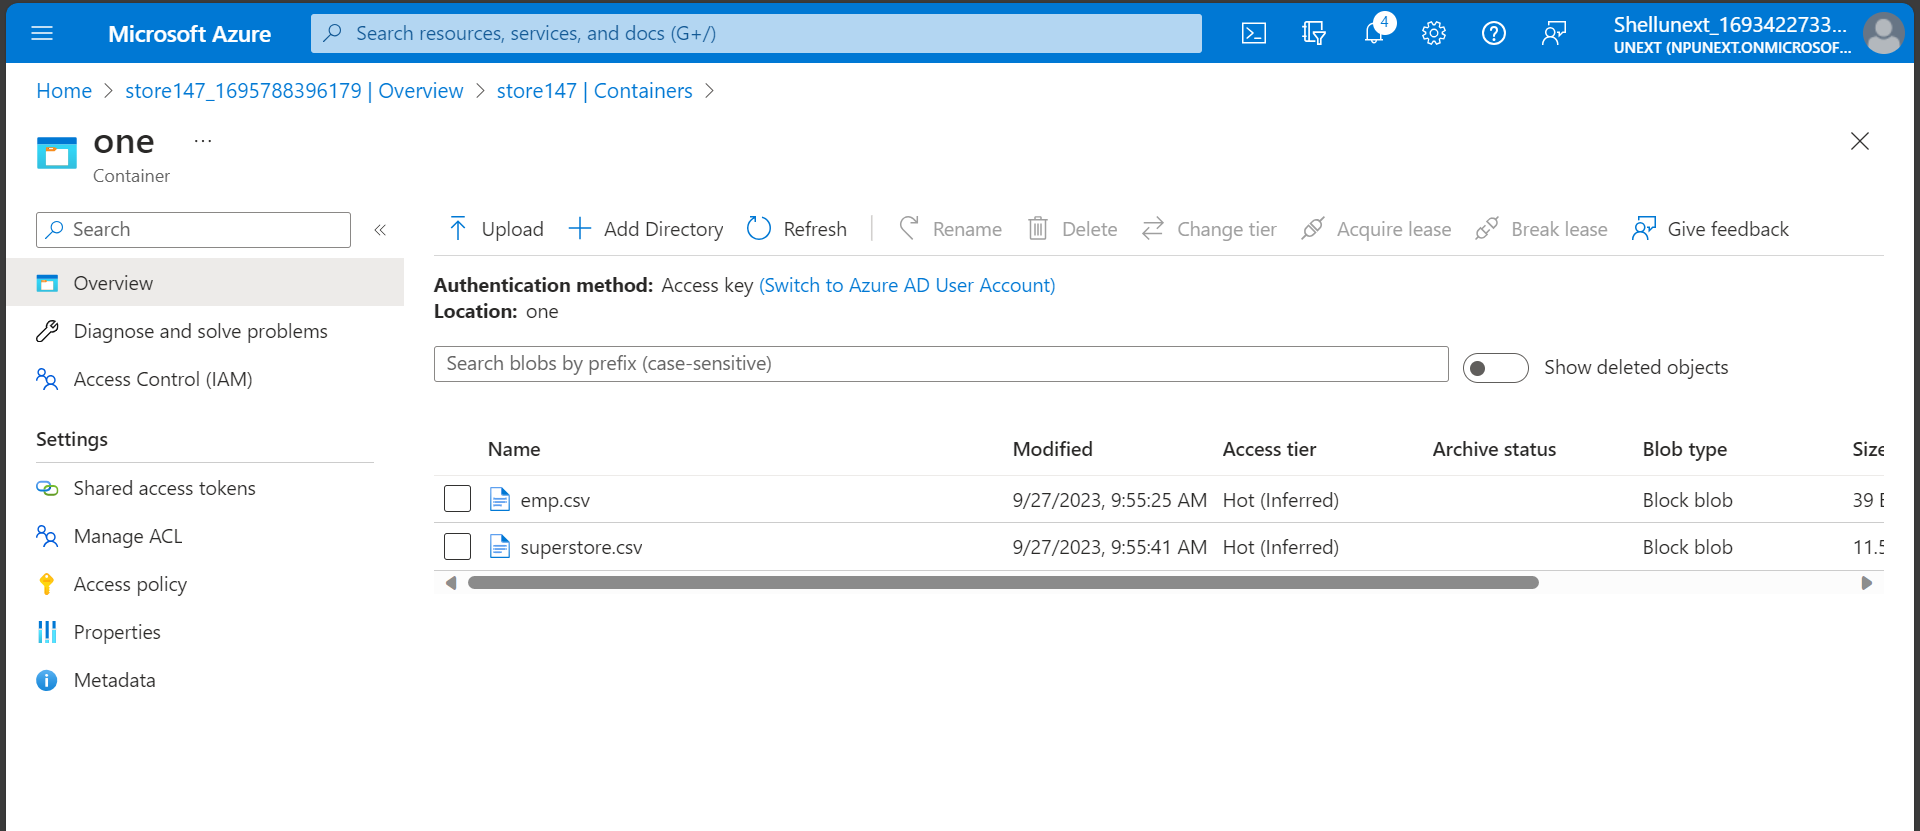 Microsoft Azure
Search resources, services, and docs (G+/)
4
Shellunext_1693422733...
UNEXT (NPUNEXT.ONMICROSOF...
Home > store147_1695788396179 | Overview > store147 | Containers >
one ...
Container
Search
«
Overview
Diagnose and solve problems
Access Control (IAM)
Settings
Shared access tokens
Manage ACL
Access policy
Properties
Metadata
Upload Add Directory Refresh Rename Delete Change tier Acquire lease Break lease Give feedback
Authentication method: Access key (Switch to Azure AD User Account)
Location: one
Search blobs by prefix (case-sensitive)
Show deleted objects
Name Modified Access tier Archive status Blob type Size
emp.csv 9/27/2023, 9:55:25 AM Hot (Inferred) Block blob 39
superstore.csv 9/27/2023, 9:55:41 AM Hot (Inferred) Block blob 11.5